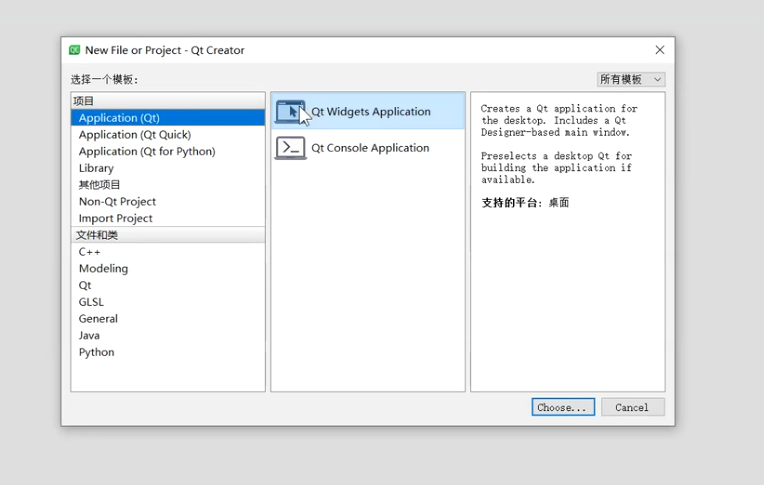 New File or Project - Qt Creator
选择一个模板:
所有模板
项目
Application (Qt)
Application (Qt Quick)
Application (Qt for Python)
Library
其他项目
Non-Qt Project
Import Project
文件和类
C++
Modeling
Qt
GLSL
General
Java
Python
Qt Widgets Application
Qt Console Application
Creates a Qt application for
the desktop. Includes a Qt
Designer-based main window.
Preselects a desktop Qt for
building the application if
available.
支持的平台: 桌面
Choose...
Cancel